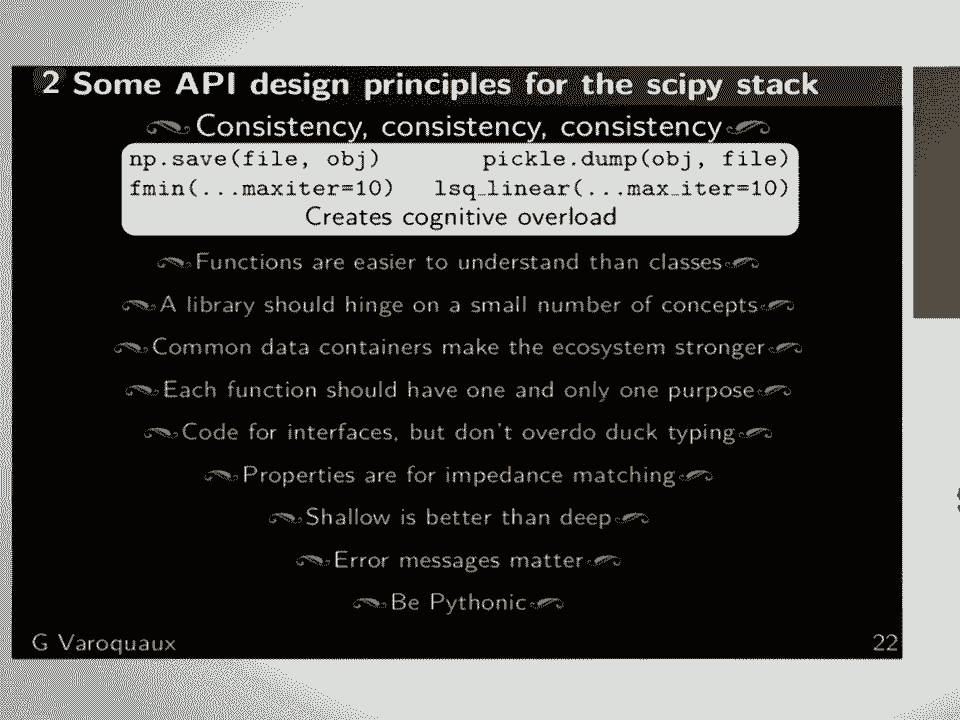 2 Some API design principles for the scipy stack
Consistency, consistency, consistency
np.save(file, obj) pickle.dump(obj, file)
fmin(...maxiter=10) lsq_linear(...max_iter=10)
Creates cognitive overload
Functions are easier to understand than classes
A library should hinge on a small number of concepts
Common data containers make the ecosystem stronger
Each function should have one and only one purpose
Code for interfaces, but don't overdo duck typing
Properties are for impedance matching
Shallow is better than deep
Error messages matter
Be Pythonic
G Varoquaux 22